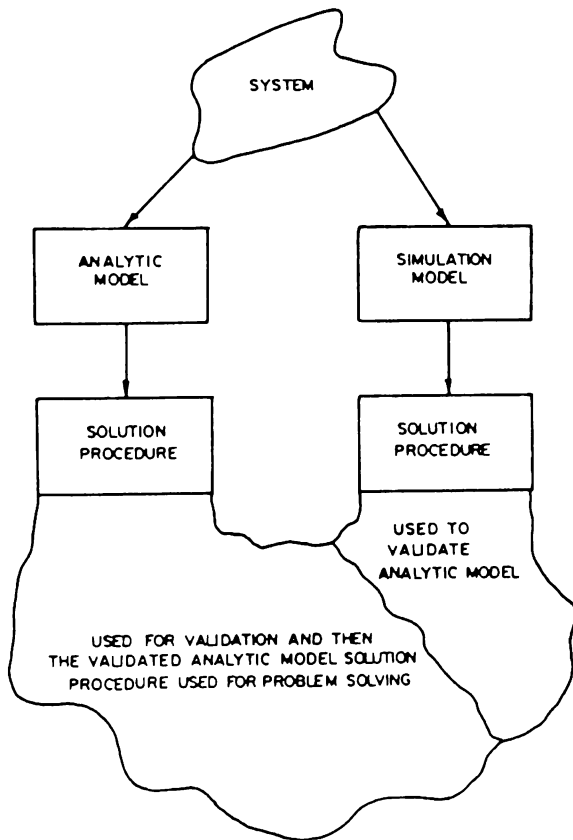 SYSTEM
ANALYTIC
MODEL
SIMULATION
MODEL
SOLUTION
PROCEDURE
SOLUTION
PROCEDURE
USED TO
VALIDATE
ANALYTIC MODEL
USED FOR VALIDATION AND THEN
THE VALIDATED ANALYTIC MODEL SOLUTION
PROCEDURE USED FOR PROBLEM SOLVING